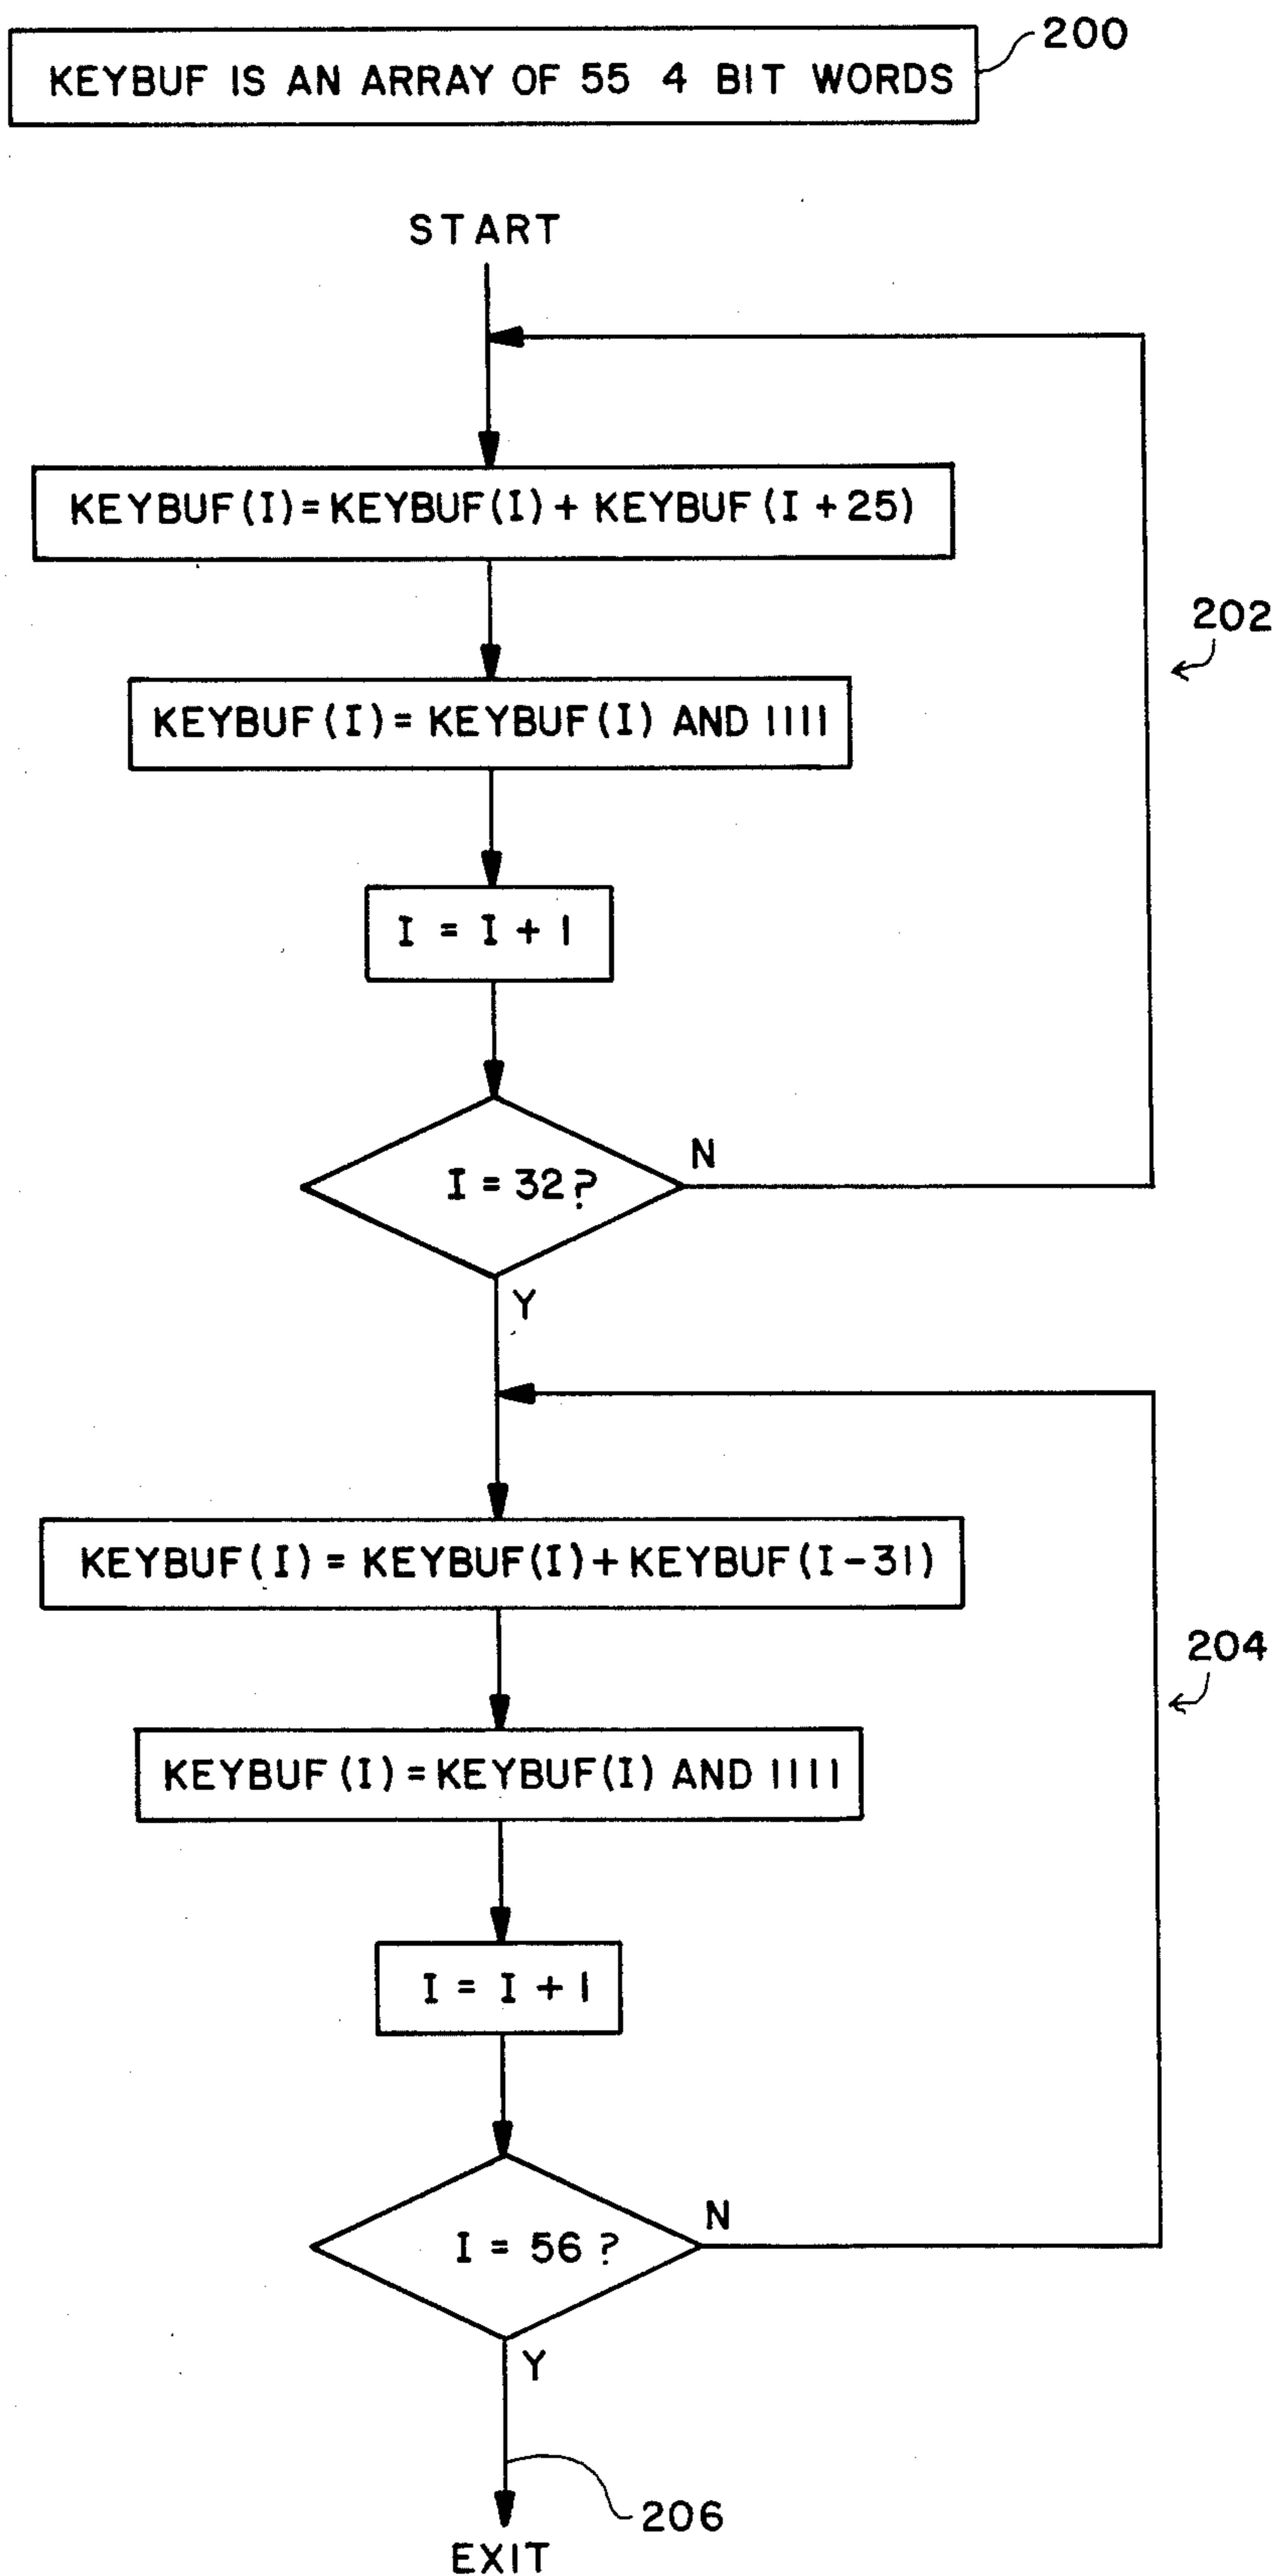 200
KEYBUF IS AN ARRAY OF 55 4 BIT WORDS
START
KEYBUF(I)=KEYBUF(I)+ KEYBUF(I+25)
202
KEYBUF(I)= KEYBUF(I) AND 1111
I = I + 1
N
I = 32?
Y
KEYBUF(I) = KEYBUF(I)+KEYBUF(I-31)
204
KEYBUF(I)=KEYBUF(I) AND 1111
I = I + 1
N
I = 56 ?
Y
206
EXIT